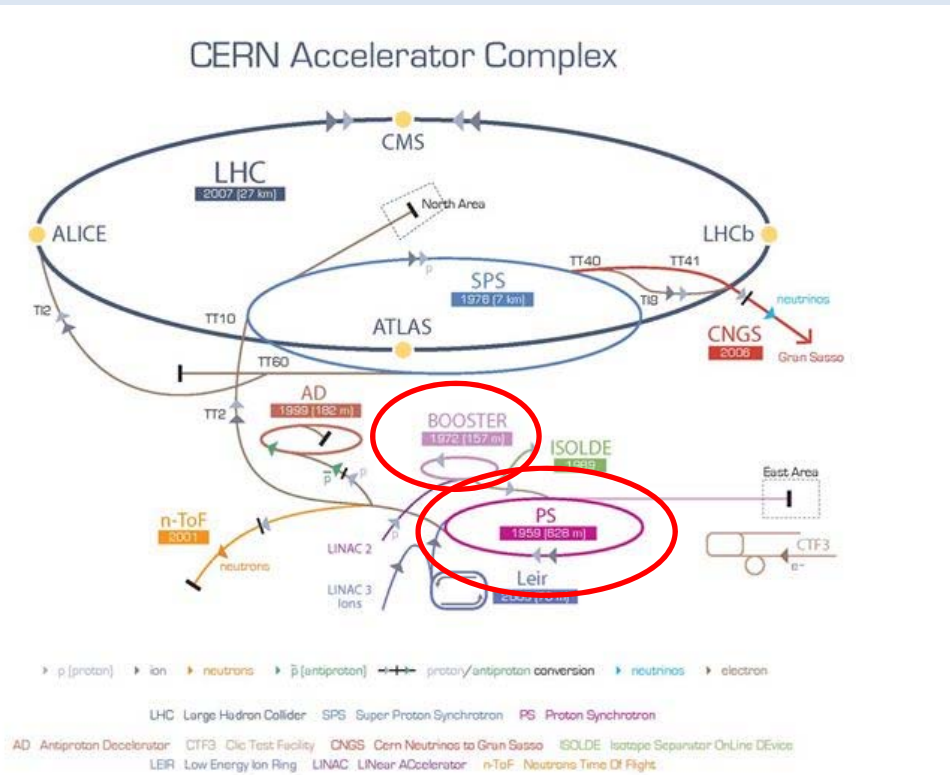 CERN Accelerator Complex
CMS
LHC
2007 (27 km)
North Area
ALICE
LHCb
p
TT40
TT41
SPS
1976 (7 km)
TI8
neutrinos
TI2
TT10
ATLAS
CNGS
2006
Gran Sasso
TT60
AD
1999 (182 m)
TT2
BOOSTER
1972 (157 m)
ISOLDE
1989
p̅
p
East Area
n-ToF
2001
PS
1959 (628 m)
LINAC 2
p
CTF3
e-
neutrons
Leir
LINAC 3
Ions
p (proton) ion neutrons p̅ (antiproton) proton/antiproton conversion neutrinos electron
LHC Large Hadron Collider SPS Super Proton Synchrotron PS Proton Synchrotron
AD Antiproton Decelerator CTF3 Clic Test Facility CNGS Cern Neutrinos to Gran Sasso ISOLDE Isotope Separator OnLine DEvice
LEIR Low Energy Ion Ring LINAC LINear ACcelerator n-ToF Neutrons Time Of Flight